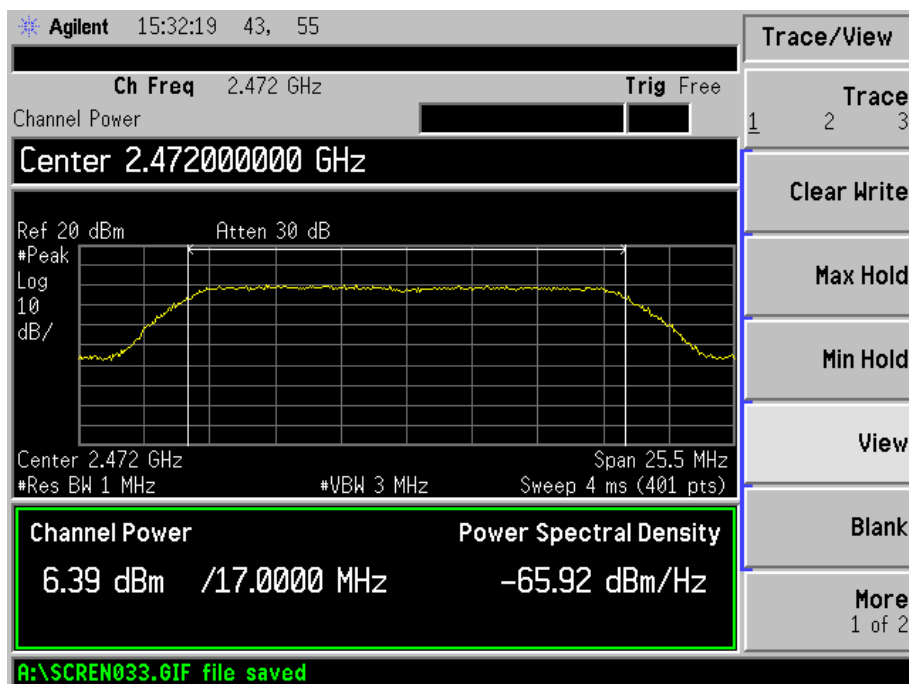 Agilent 15:32:19 43, 55
Trace/View
Ch Freq 2.472 GHz Trig Free
Channel Power
Trace
1 2 3
Center 2.472000000 GHz
Clear Write
Ref 20 dBm Atten 30 dB
#Peak
Log
10
dB/
Max Hold
Min Hold
View
Center 2.472 GHz Span 25.5 MHz
#Res BW 1 MHz #VBW 3 MHz Sweep 4 ms (401 pts)
Channel Power Power Spectral Density
Blank
6.39 dBm /17.0000 MHz -65.92 dBm/Hz
More
1 of 2
A:\SCREN033.GIF file saved